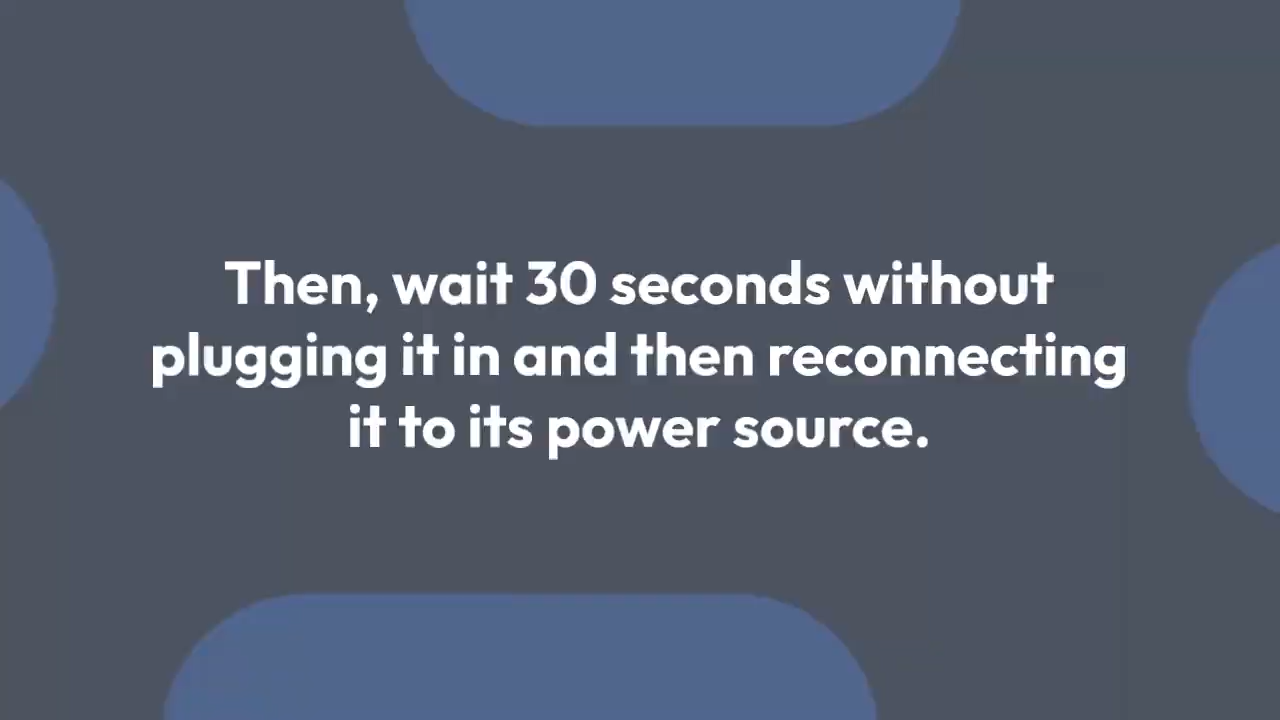 Then, wait 30 seconds without
plugging it in and then reconnecting
it to its power source.